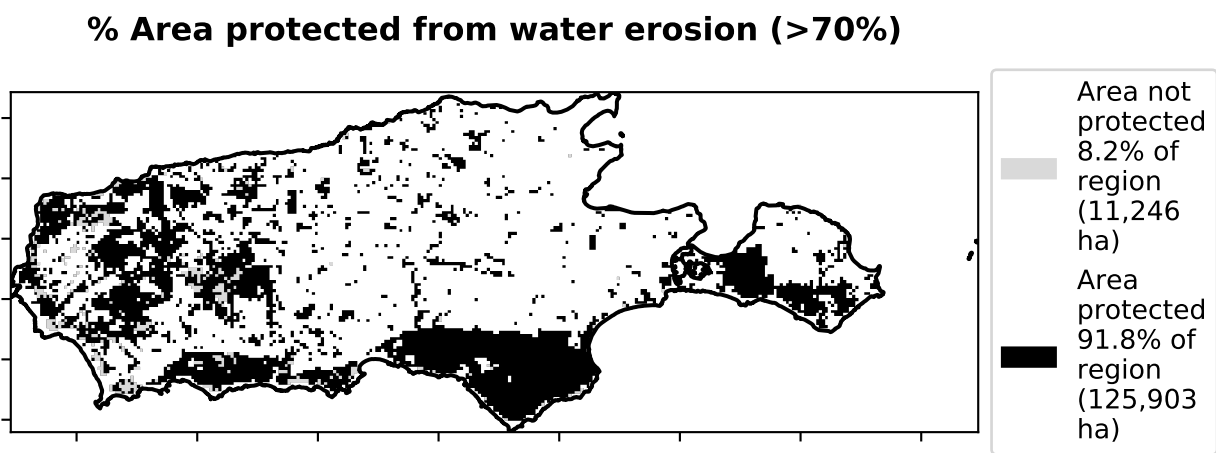 % Area protected from water erosion (>70%)
Area not
protected
8.2% of
region
(11,246
ha)
Area
protected
91.8% of
region
(125,903
ha)